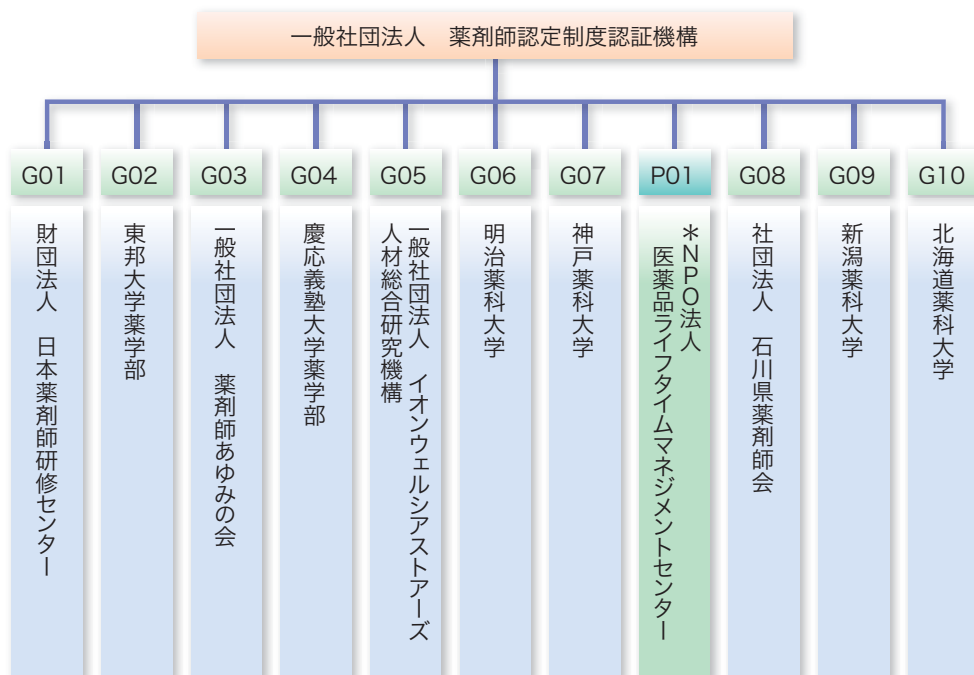 一般社団法人　薬剤師認定制度認証機構
G01
G02
G03
G04
G05
G06
G07
P01
G08
G09
G10
財団法人　日本薬剤師研修センター
東邦大学薬学部
一般社団法人　薬剤師あゆみの会
慶応義塾大学薬学部
一般社団法人　イオンウェルシアストアーズ
人材総合研究機構
明治薬科大学
神戸薬科大学
＊NPO法人
医薬品ライフタイムマネジメントセンター
社団法人　石川県薬剤師会
新潟薬科大学
北海道薬科大学